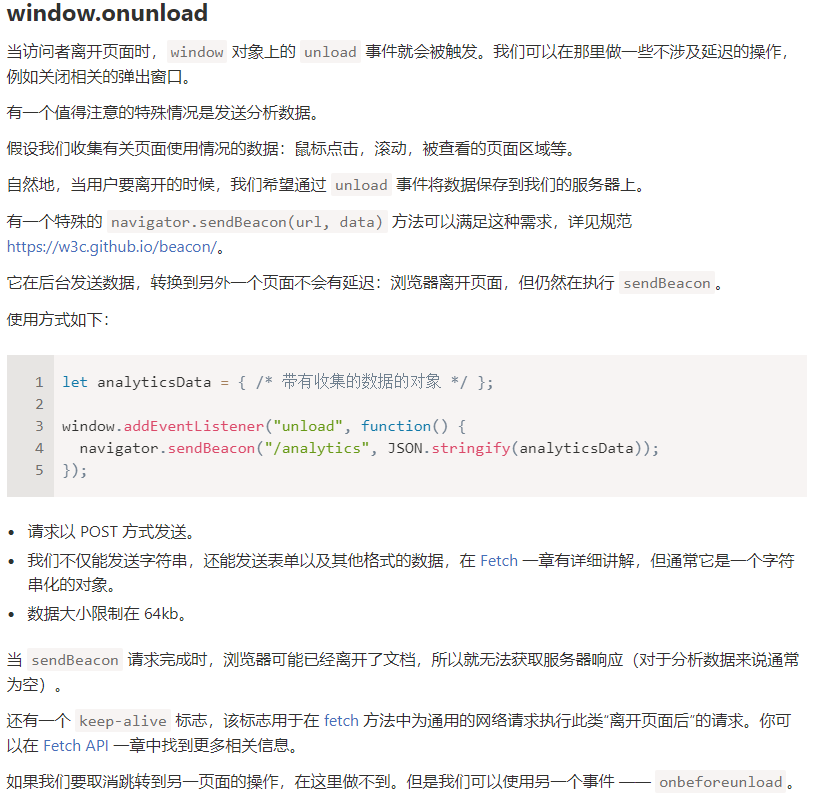 window.onunload
当访问者离开页面时， window 对象上的 unload 事件就会被触发。我们可以在那里做一些不涉及延迟的操作，
例如关闭相关的弹出窗口。
有一个值得注意的特殊情况是发送分析数据。
假设我们收集有关页面使用情况的数据：鼠标点击，滚动，被查看的页面区域等。
自然地，当用户要离开的时候，我们希望通过 unload 事件将数据保存到我们的服务器上。
有一个特殊的 navigator.sendBeacon(url, data) 方法可以满足这种需求，详见规范
https://w3c.github.io/beacon/。
它在后台发送数据，转换到另外一个页面不会有延迟：浏览器离开页面，但仍然在执行 sendBeacon 。
使用方式如下：
1 let analyticsData = { /* 带有收集的数据的对象 */ };
2
3 window.addEventListener("unload", function() {
4   navigator.sendBeacon("/analytics", JSON.stringify(analyticsData));
5 });
• 请求以 POST 方式发送。
• 我们不仅能发送字符串，还能发送表单以及其他格式的数据，在 Fetch 一章有详细讲解，但通常它是一个字符
串化的对象。
• 数据大小限制在 64kb。
当 sendBeacon 请求完成时，浏览器可能已经离开了文档，所以就无法获取服务器响应（对于分析数据来说通常
为空）。
还有一个 keep-alive 标志，该标志用于在 fetch 方法中为通用的网络请求执行此类“离开页面后”的请求。你可
以在 Fetch API 一章中找到更多相关信息。
如果我们要取消跳转到另一页面的操作，在这里做不到。但是我们可以使用另一个事件 —— onbeforeunload 。